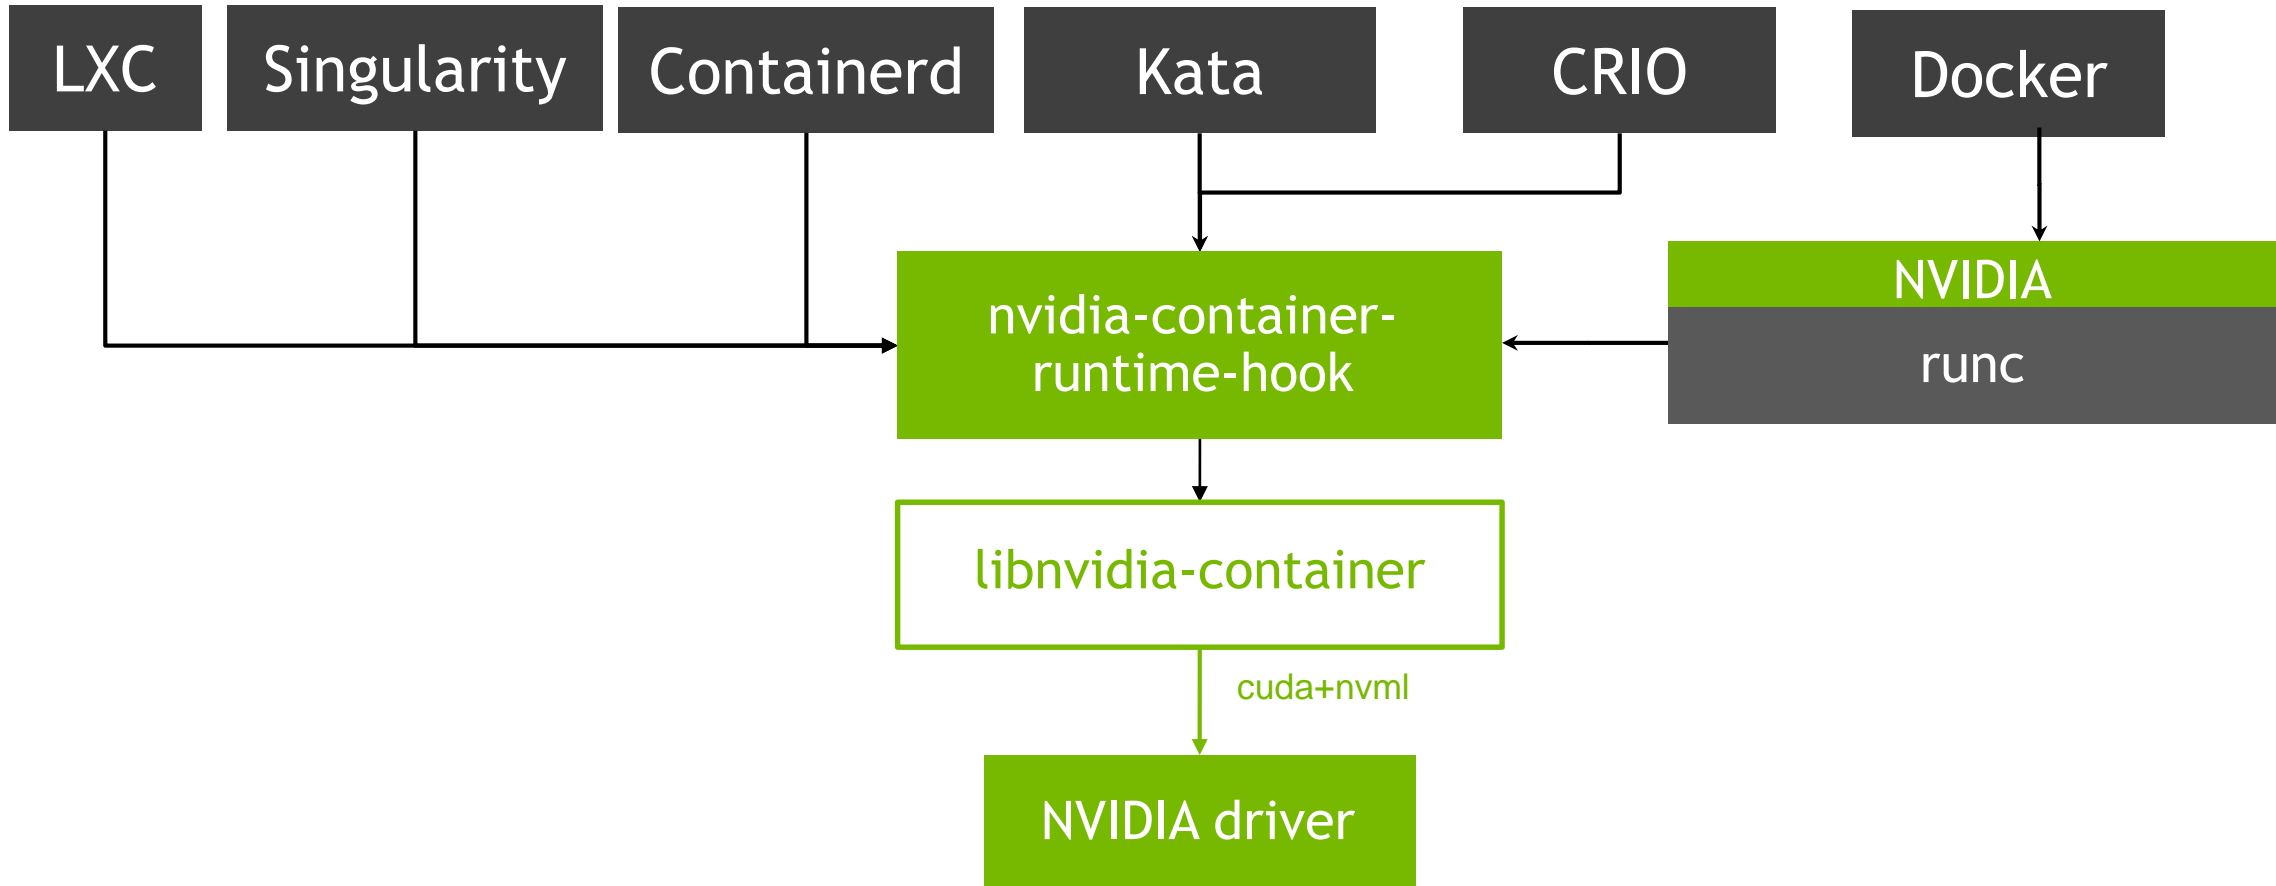 LXC
Singularity
Containerd
Kata
CRIO
Docker
NVIDIA
runc
nvidia-container-
runtime-hook
libnvidia-container
cuda+nvml
NVIDIA driver